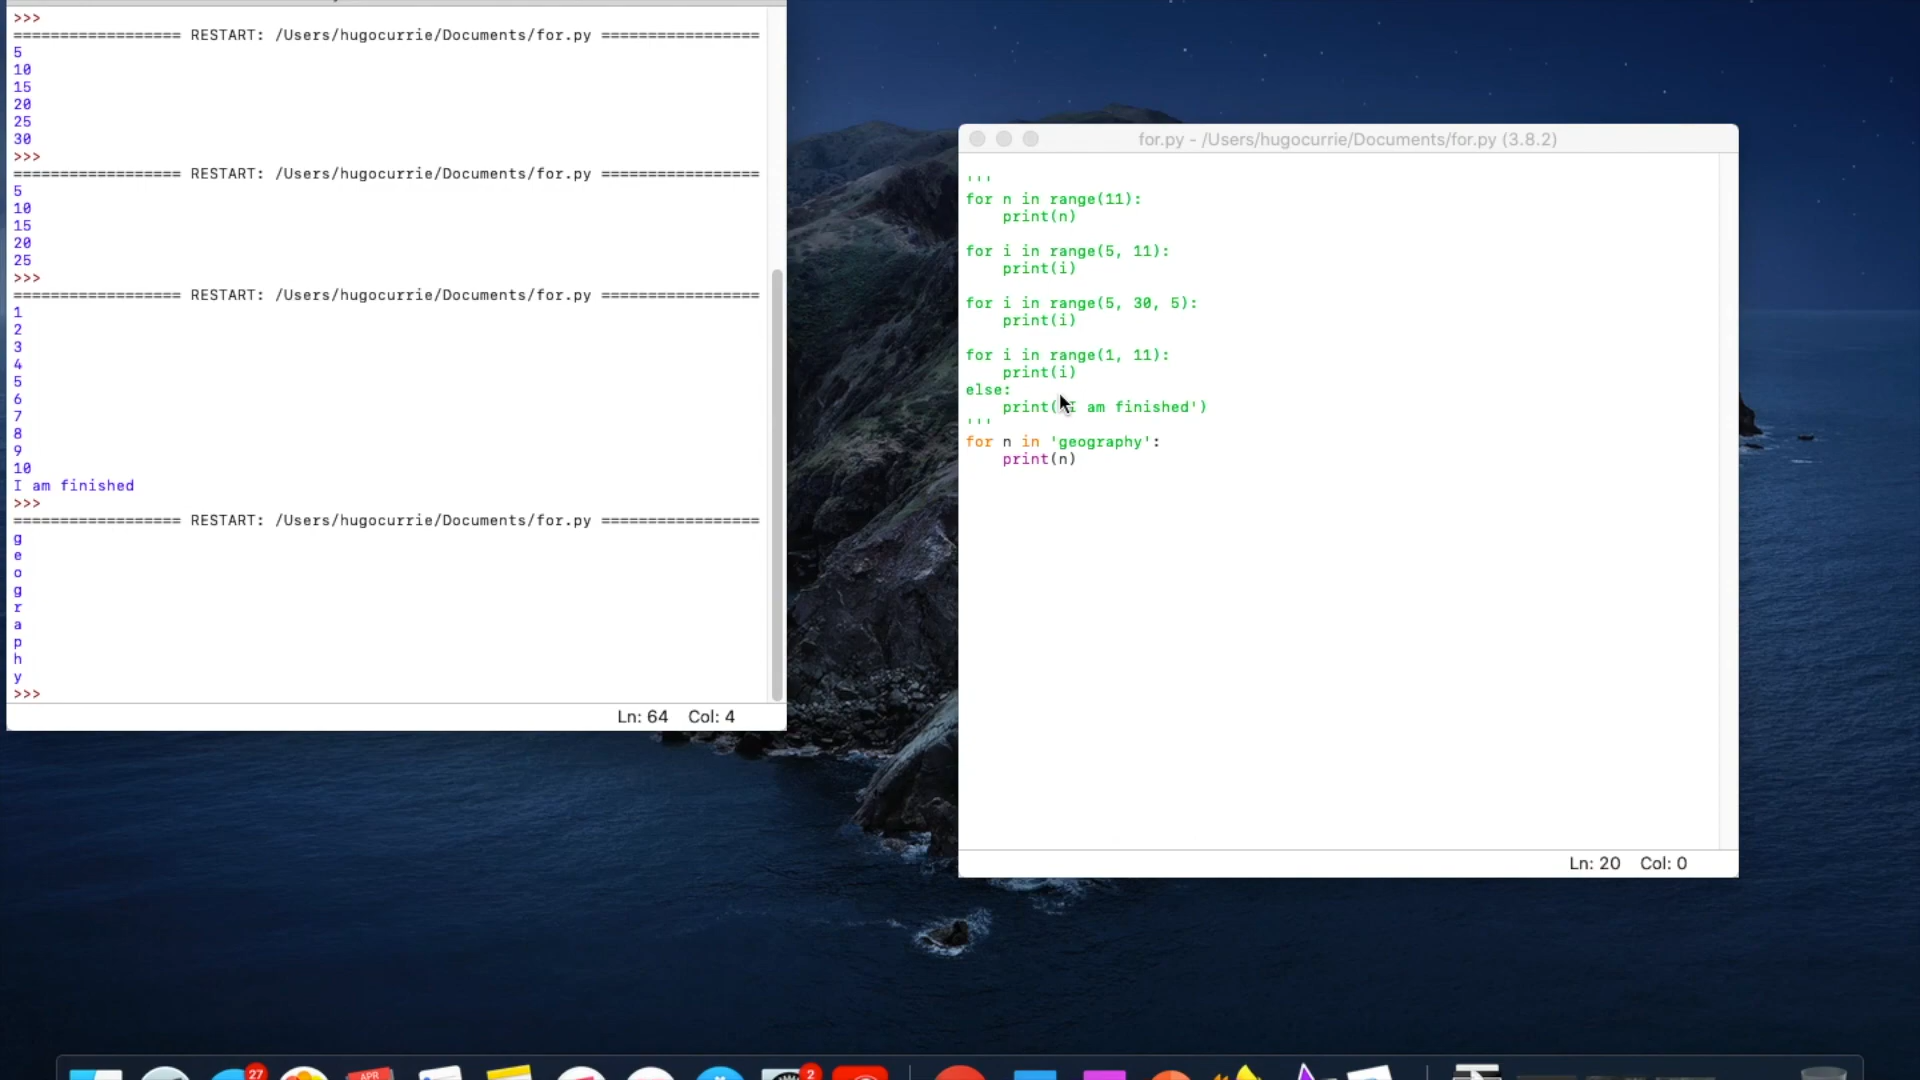 >>>
================== RESTART: /Users/hugocurrie/Documents/for.py =================
5
10
15
20
25
30
>>>
================== RESTART: /Users/hugocurrie/Documents/for.py =================
5
10
15
20
25
>>>
================== RESTART: /Users/hugocurrie/Documents/for.py =================
1
2
3
4
5
6
7
8
9
10
I am finished
>>>
================== RESTART: /Users/hugocurrie/Documents/for.py =================
g
e
o
g
r
a
p
h
y
>>>
Ln: 64 Col: 4
for.py - /Users/hugocurrie/Documents/for.py (3.8.2)
'''
for n in range(11):
    print(n)
for i in range(5, 11):
    print(i)
for i in range(5, 30, 5):
    print(i)
for i in range(1, 11):
    print(i)
else:
    print('I am finished')
'''
for n in 'geography':
    print(n)
Ln: 20 Col: 0
27
APR
2